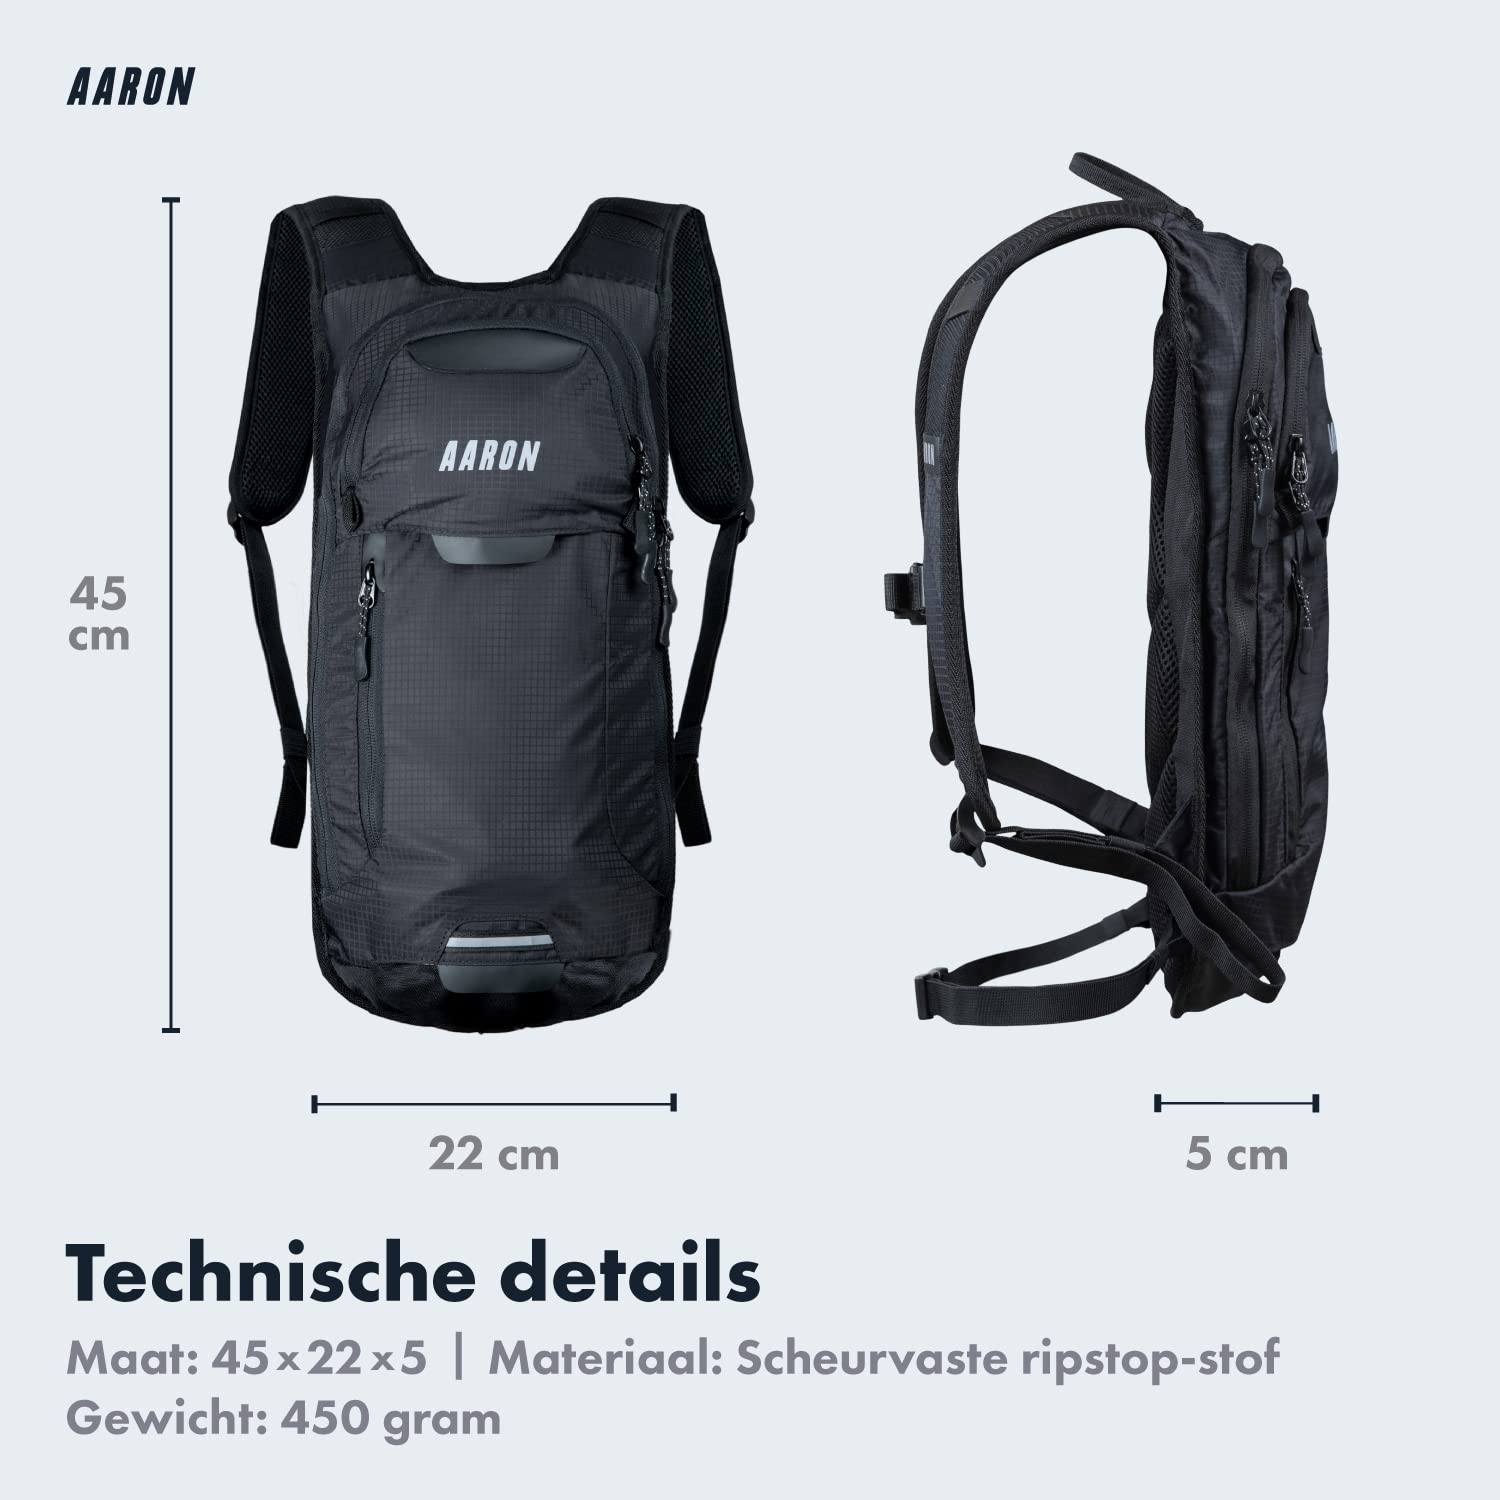 AARON
AARON
45
cm
22 cm
5 cm
Technische details
Maat: 45 x 22 x 5 | Materiaal: Scheurvaste ripstop-stof
Gewicht: 450 gram